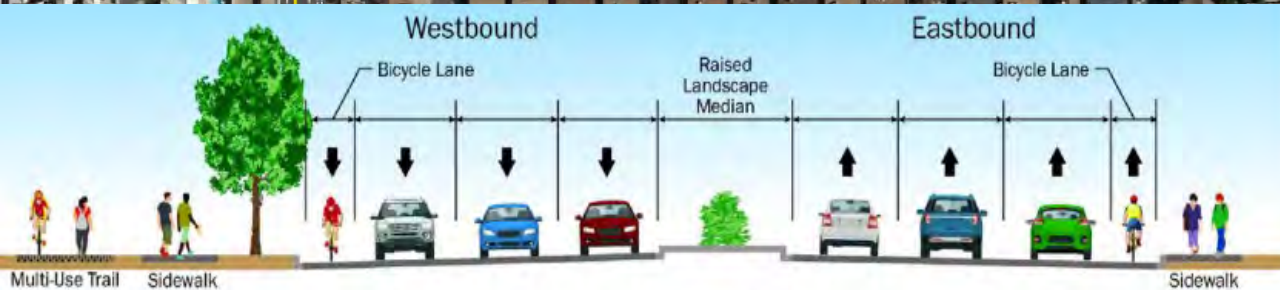 Westbound
Eastbound
Bicycle Lane
Raised
Landscape
Median
Bicycle Lane
Multi-Use Trail
Sidewalk
Sidewalk